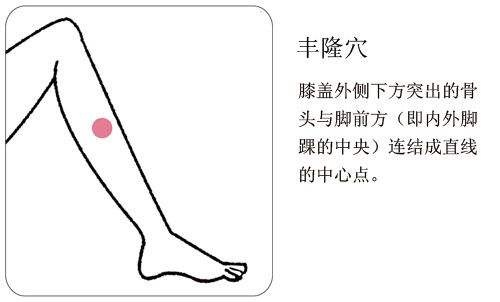 丰隆穴
膝盖外侧下方突出的骨
头与脚前方（即内外脚
踝的中央）连结成直线
的中心点。